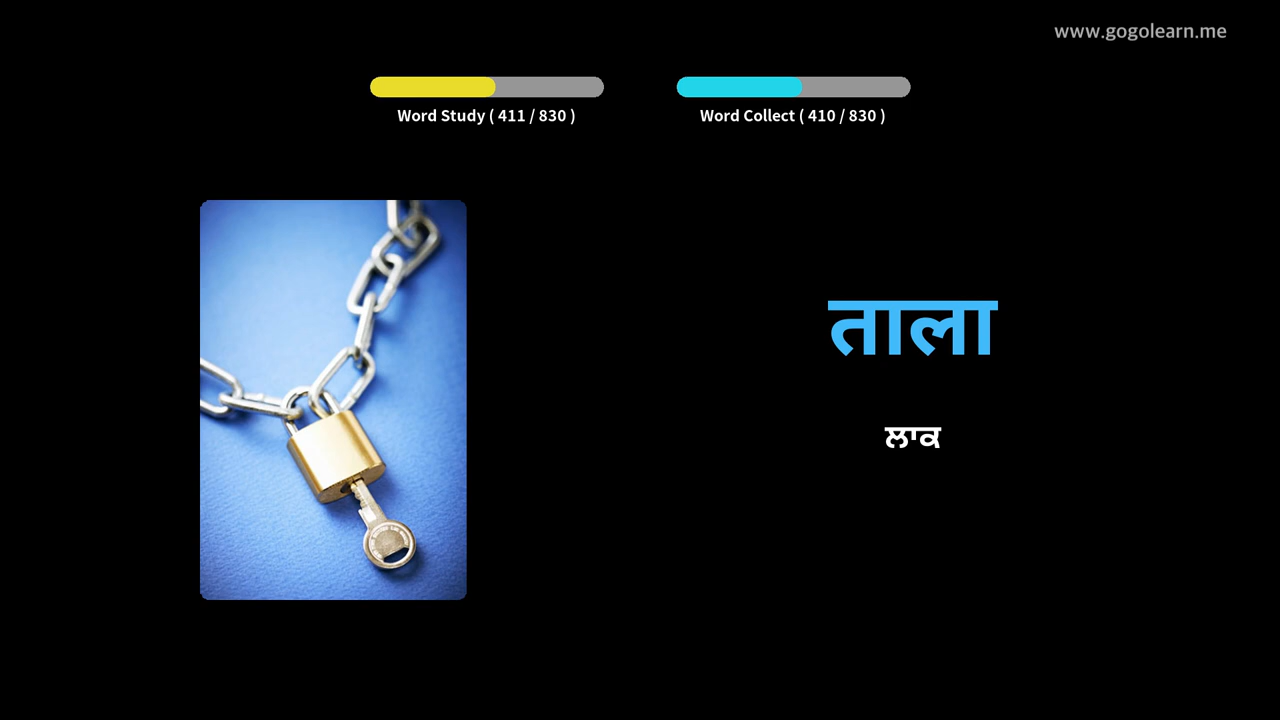 www.gogolearn.me
Word Study ( 411 / 830 )
Word Collect ( 410 / 830 )
ताला
ਲਾਕ